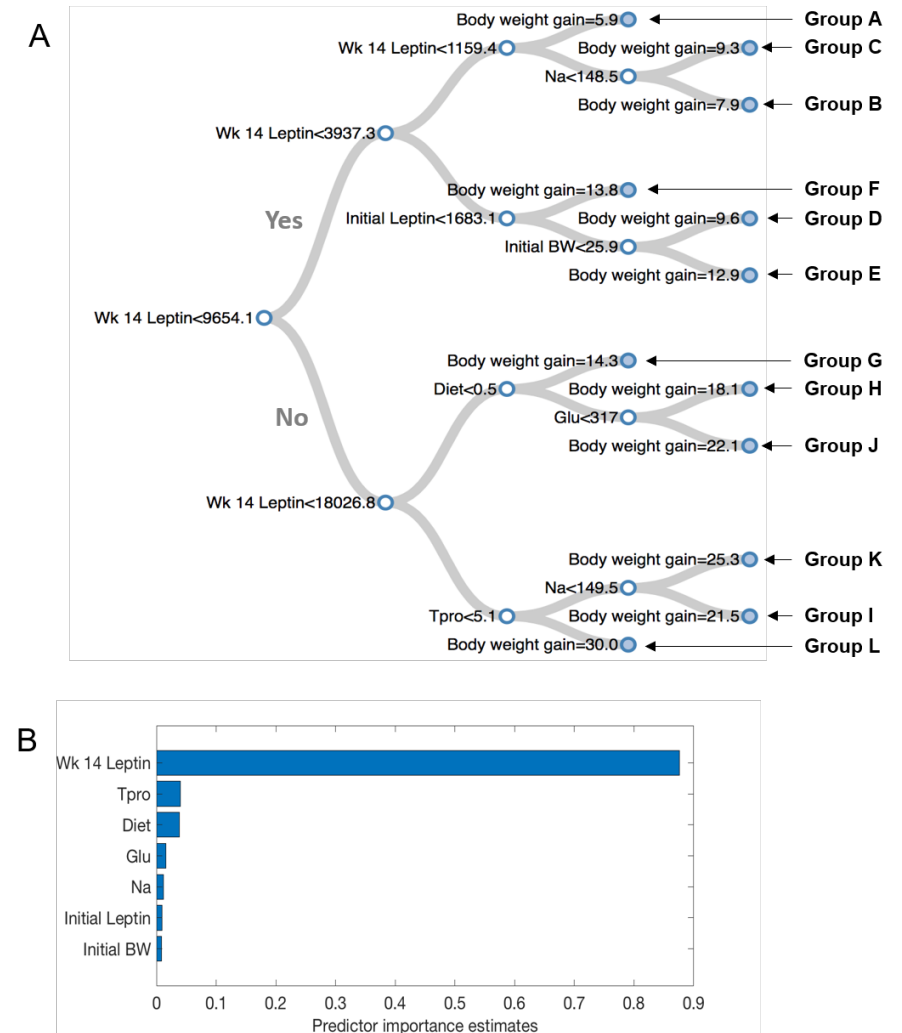 A
Body weight gain=5.9
Group A
Wk 14 Leptin<1159.4
Body weight gain=9.3
Group C
Na<148.5
Body weight gain=7.9
Group B
Wk 14 Leptin<3937.3
Body weight gain=13.8
Group F
Yes
Initial Leptin<1683.1
Body weight gain=9.6
Group D
Initial BW<25.9
Body weight gain=12.9
Group E
Wk 14 Leptin<9654.1
Body weight gain=14.3
Group G
No
Diet<0.5
Body weight gain=18.1
Group H
Glu<317
Body weight gain=22.1
Group J
Wk 14 Leptin<18026.8
Body weight gain=25.3
Group K
Na<149.5
Tpro<5.1
Body weight gain=21.5
Group I
Body weight gain=30.0
Group L
B
Wk 14 Leptin
Tpro
Diet
Glu
Na
Initial Leptin
Initial BW
0 0.1 0.2 0.3 0.4 0.5 0.6 0.7 0.8 0.9
Predictor importance estimates